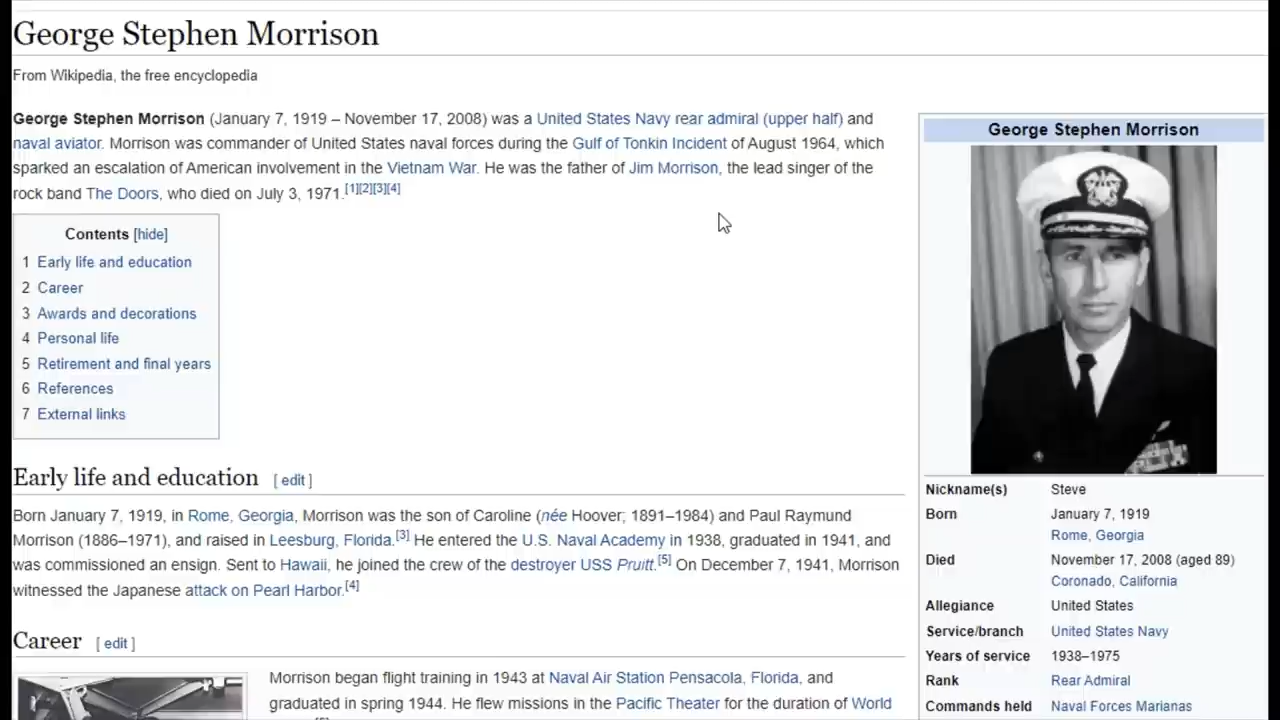 George Stephen Morrison
From Wikipedia, the free encyclopedia
George Stephen Morrison (January 7, 1919 – November 17, 2008) was a United States Navy rear admiral (upper half) and
naval aviator. Morrison was commander of United States naval forces during the Gulf of Tonkin Incident of August 1964, which
sparked an escalation of American involvement in the Vietnam War. He was the father of Jim Morrison, the lead singer of the
rock band The Doors, who died on July 3, 1971.[1][2][3][4]
Contents [hide]
1 Early life and education
2 Career
3 Awards and decorations
4 Personal life
5 Retirement and final years
6 References
7 External links
Early life and education [ edit ]
Born January 7, 1919, in Rome, Georgia, Morrison was the son of Caroline (née Hoover; 1891–1984) and Paul Raymund
Morrison (1886–1971), and raised in Leesburg, Florida.[3] He entered the U.S. Naval Academy in 1938, graduated in 1941, and
was commissioned an ensign. Sent to Hawaii, he joined the crew of the destroyer USS Pruitt.[5] On December 7, 1941, Morrison
witnessed the Japanese attack on Pearl Harbor.[4]
Career [ edit ]
Morrison began flight training in 1943 at Naval Air Station Pensacola, Florida, and
graduated in spring 1944. He flew missions in the Pacific Theater for the duration of World
George Stephen Morrison
Nickname(s) Steve
Born January 7, 1919
Rome, Georgia
Died November 17, 2008 (aged 89)
Coronado, California
Allegiance United States
Service/branch United States Navy
Years of service 1938–1975
Rank Rear Admiral
Commands held Naval Forces Marianas